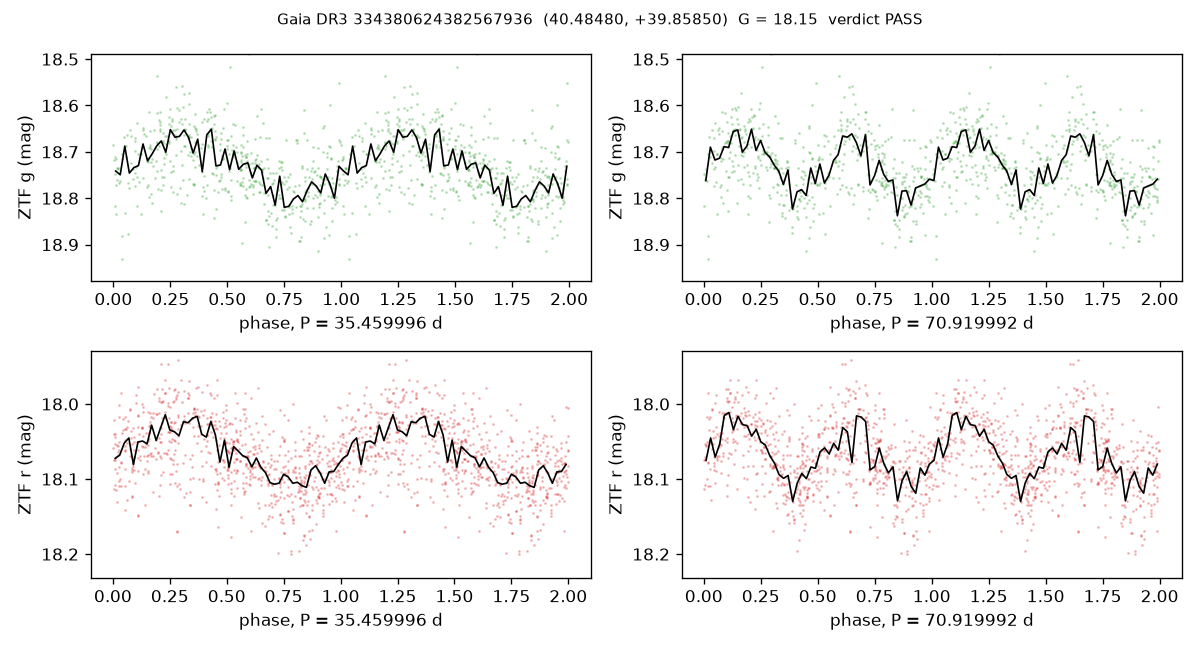 Gaia DR3 334380624382567936  (40.48480, +39.85850)  G = 18.15  verdict PASS
ZTF g (mag)
18.5
18.6
18.7
18.8
18.9
0.00 0.25 0.50 0.75 1.00 1.25 1.50 1.75 2.00
phase, P = 35.459996 d
ZTF g (mag)
18.5
18.6
18.7
18.8
18.9
0.00 0.25 0.50 0.75 1.00 1.25 1.50 1.75 2.00
phase, P = 70.919992 d
ZTF r (mag)
18.0
18.1
18.2
0.00 0.25 0.50 0.75 1.00 1.25 1.50 1.75 2.00
phase, P = 35.459996 d
ZTF r (mag)
18.0
18.1
18.2
0.00 0.25 0.50 0.75 1.00 1.25 1.50 1.75 2.00
phase, P = 70.919992 d